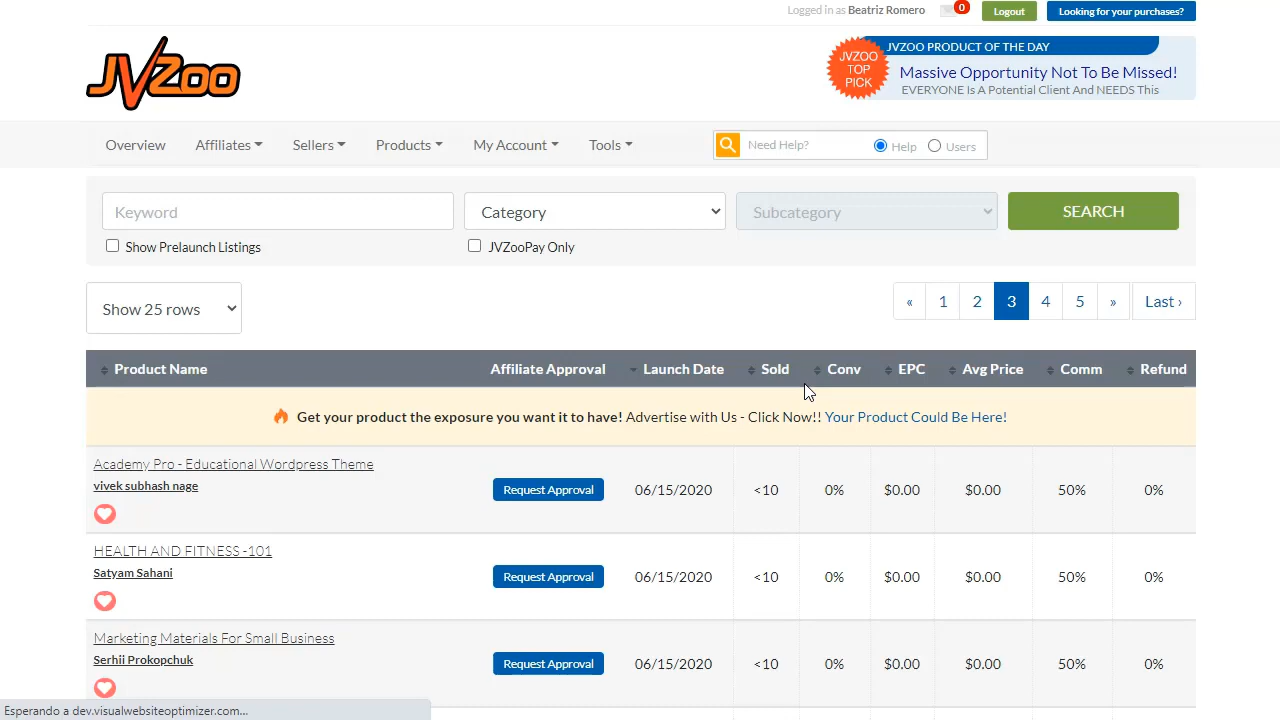 Logged in as Beatriz Romero 0 Logout Looking for your purchases?
JVZoo
JVZOO TOP PICK
JVZOO PRODUCT OF THE DAY
Massive Opportunity Not To Be Missed!
EVERYONE Is A Potential Client And NEEDS This
Overview Affiliates Sellers Products My Account Tools Need Help? Help Users
Keyword Category Subcategory SEARCH
Show Prelaunch Listings JVZooPay Only
Show 25 rows « 1 2 3 4 5 » Last ›
Product Name Affiliate Approval Launch Date Sold Conv EPC Avg Price Comm Refund
Get your product the exposure you want it to have! Advertise with Us - Click Now!! Your Product Could Be Here!
Academy Pro - Educational Wordpress Theme
vivek subhash nage
Request Approval 06/15/2020 <10 0% $0.00 $0.00 50% 0%
HEALTH AND FITNESS -101
Satyam Sahani
Request Approval 06/15/2020 <10 0% $0.00 $0.00 50% 0%
Marketing Materials For Small Business
Serhii Prokopchuk
Request Approval 06/15/2020 <10 0% $0.00 $0.00 50% 0%
Esperando a dev.visualwebsiteoptimizer.com...